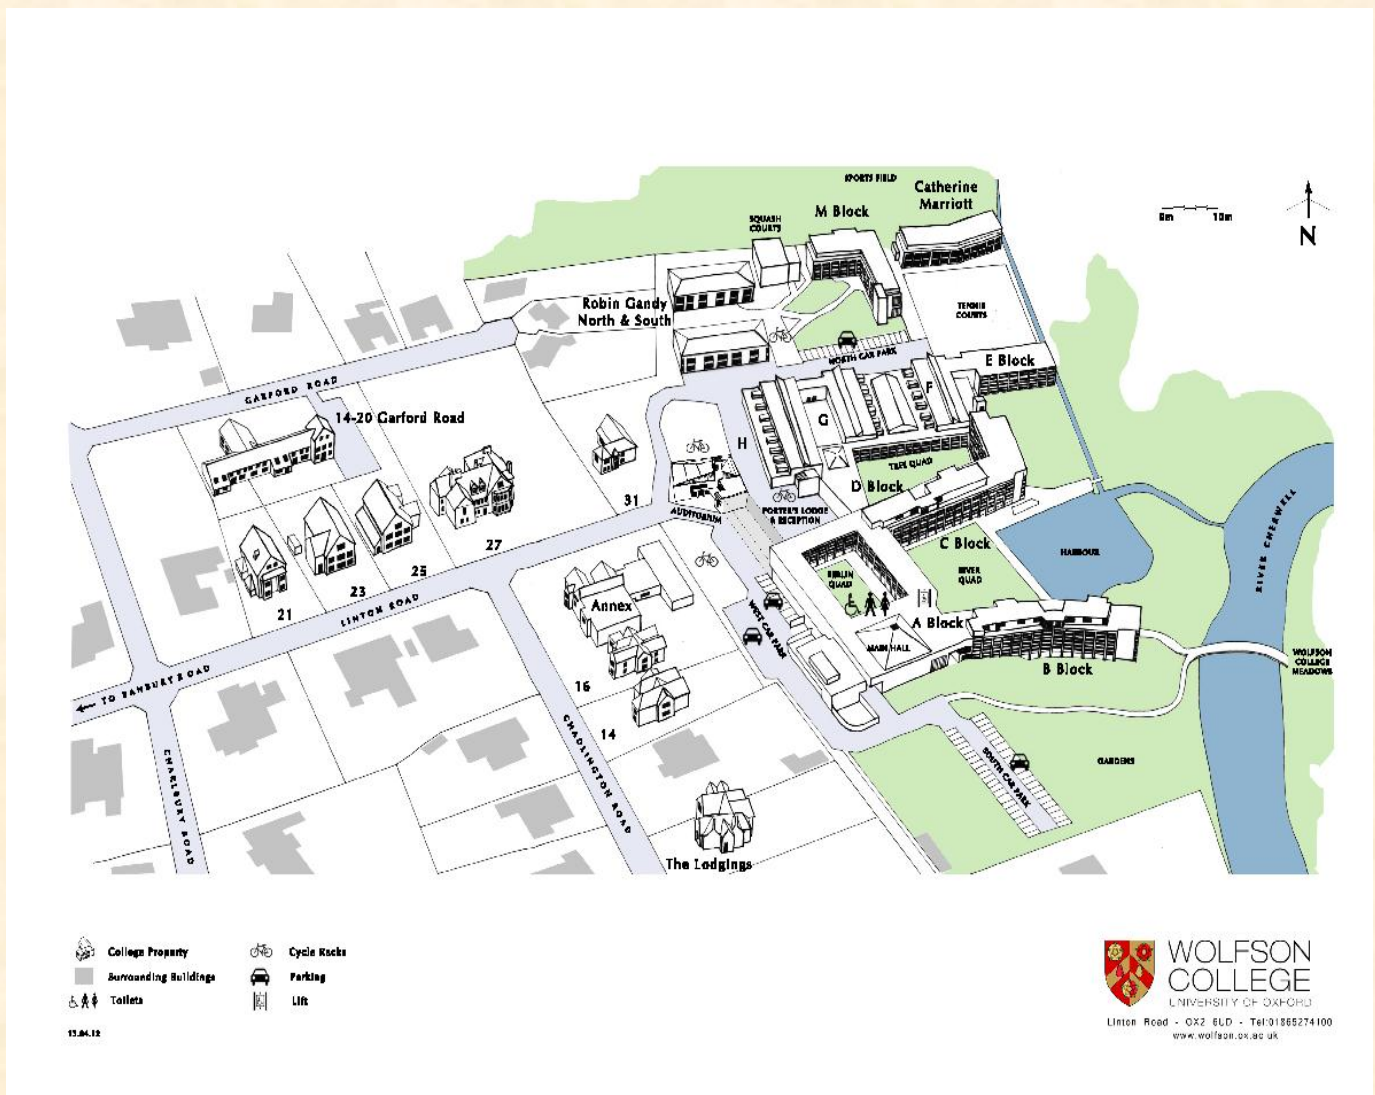 SPORTS FIELD
Catherine
Marriott
M Block
SQUASH
COURTS
0m 10m
N
Robin Gandy
North & South
TENNIS
COURTS
NORTH CAR PARK
E Block
F
GARFORD ROAD
14-20 Garford Road
G
H
TREE QUAD
D Block
31
AUDITORIUM
PORTER'S LODGE
& RECEPTION
RIVER CHERWELL
27
C Block
HARBOUR
25
BERLIN
QUAD
RIVER
QUAD
23
21
LINTON ROAD
Annex
A Block
WEST CAR PARK
MAIN HALL
B Block
WOLFSON
COLLEGE
MEADOWS
TO BANBURY ROAD
16
14
CHADLINGTON ROAD
CHARLBURY ROAD
SOUTH CAR PARK
GARDENS
The Lodgings
College Property
Surrounding Buildings
Toilets
Cycle Racks
Parking
Lift
13.04.12
WOLFSON
COLLEGE
UNIVERSITY OF OXFORD
Linton Road - OX2 6UD - Tel:01865274100
www.wolfson.ox.ac.uk